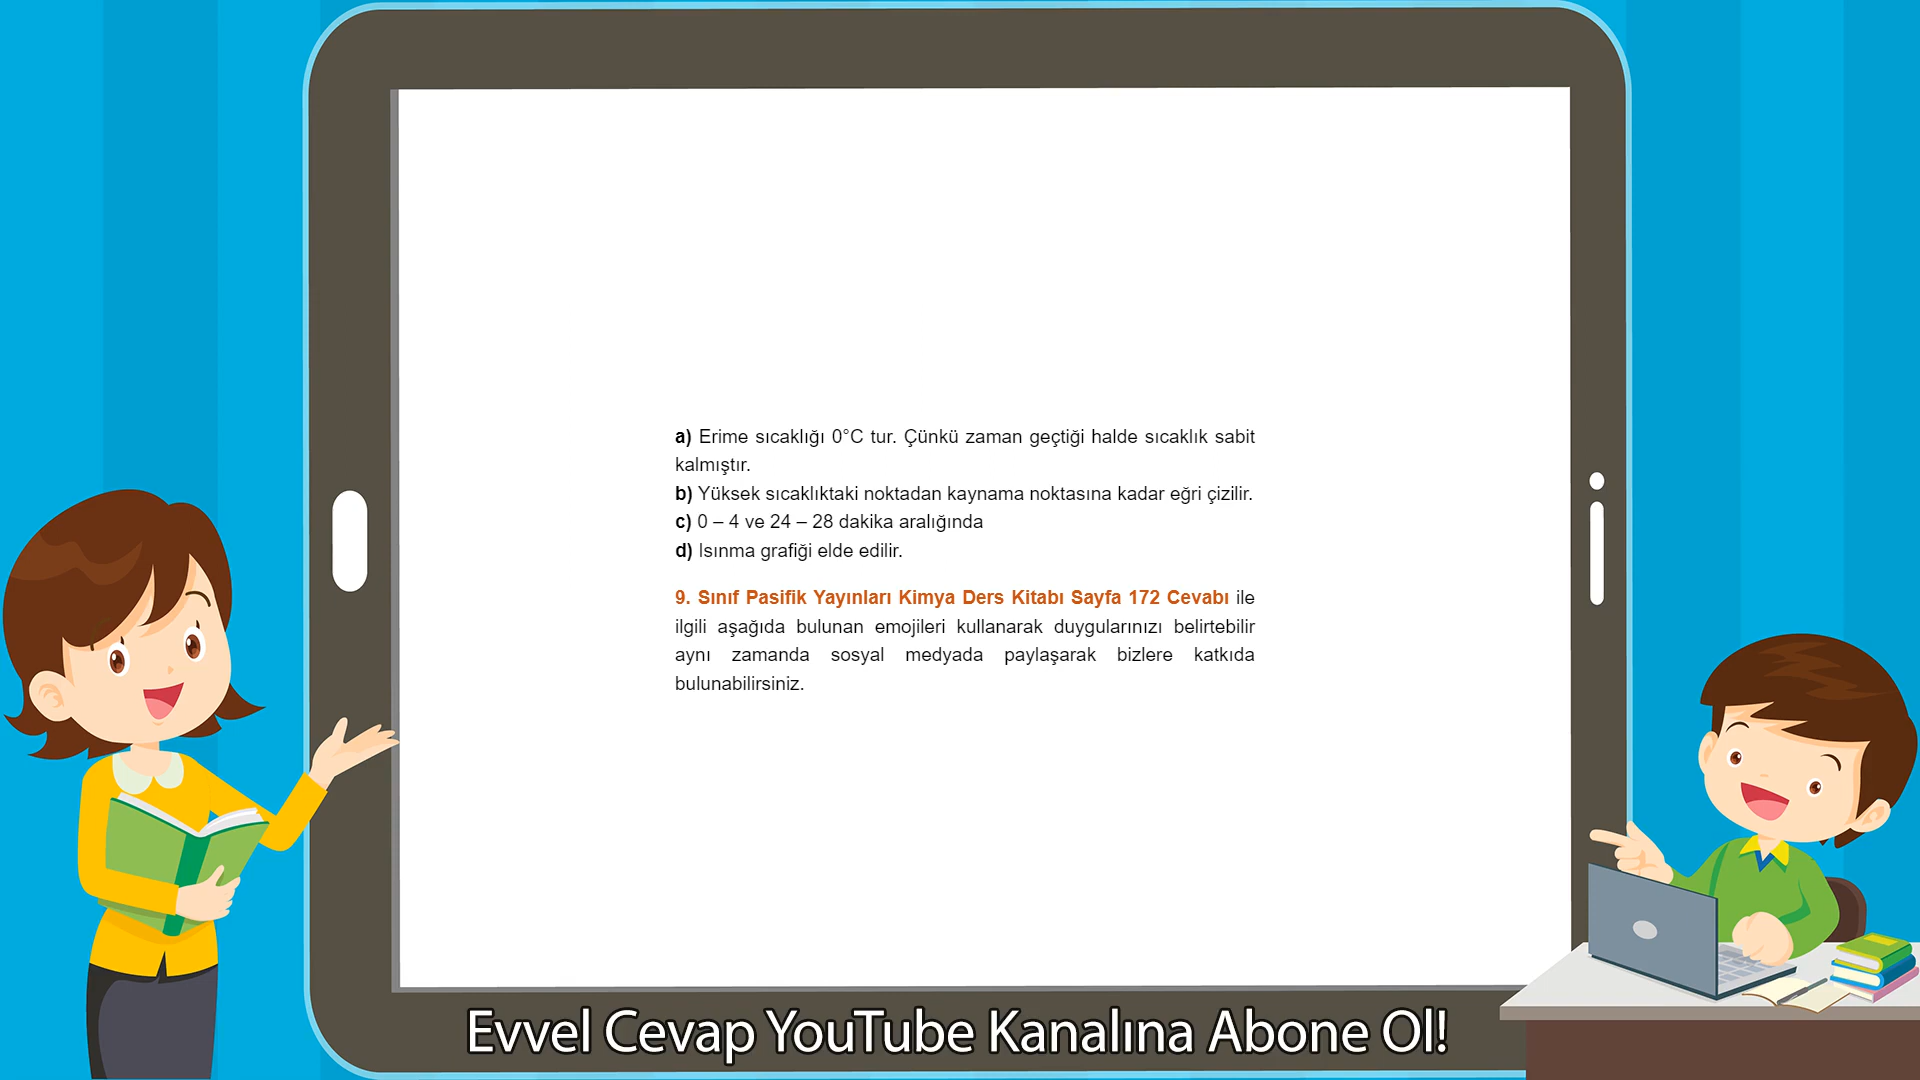 a) Erime sıcaklığı 0°C tur. Çünkü zaman geçtiği halde sıcaklık sabit
kalmıştır.
b) Yüksek sıcaklıktaki noktadan kaynama noktasına kadar eğri çizilir.
c) 0 – 4 ve 24 – 28 dakika aralığında
d) Isınma grafiği elde edilir.
9. Sınıf Pasifik Yayınları Kimya Ders Kitabı Sayfa 172 Cevabı ile
ilgili aşağıda bulunan emojileri kullanarak duygularınızı belirtebilir
aynı zamanda sosyal medyada paylaşarak bizlere katkıda
bulunabilirsiniz.
Evvel Cevap YouTube Kanalına Abone Ol!